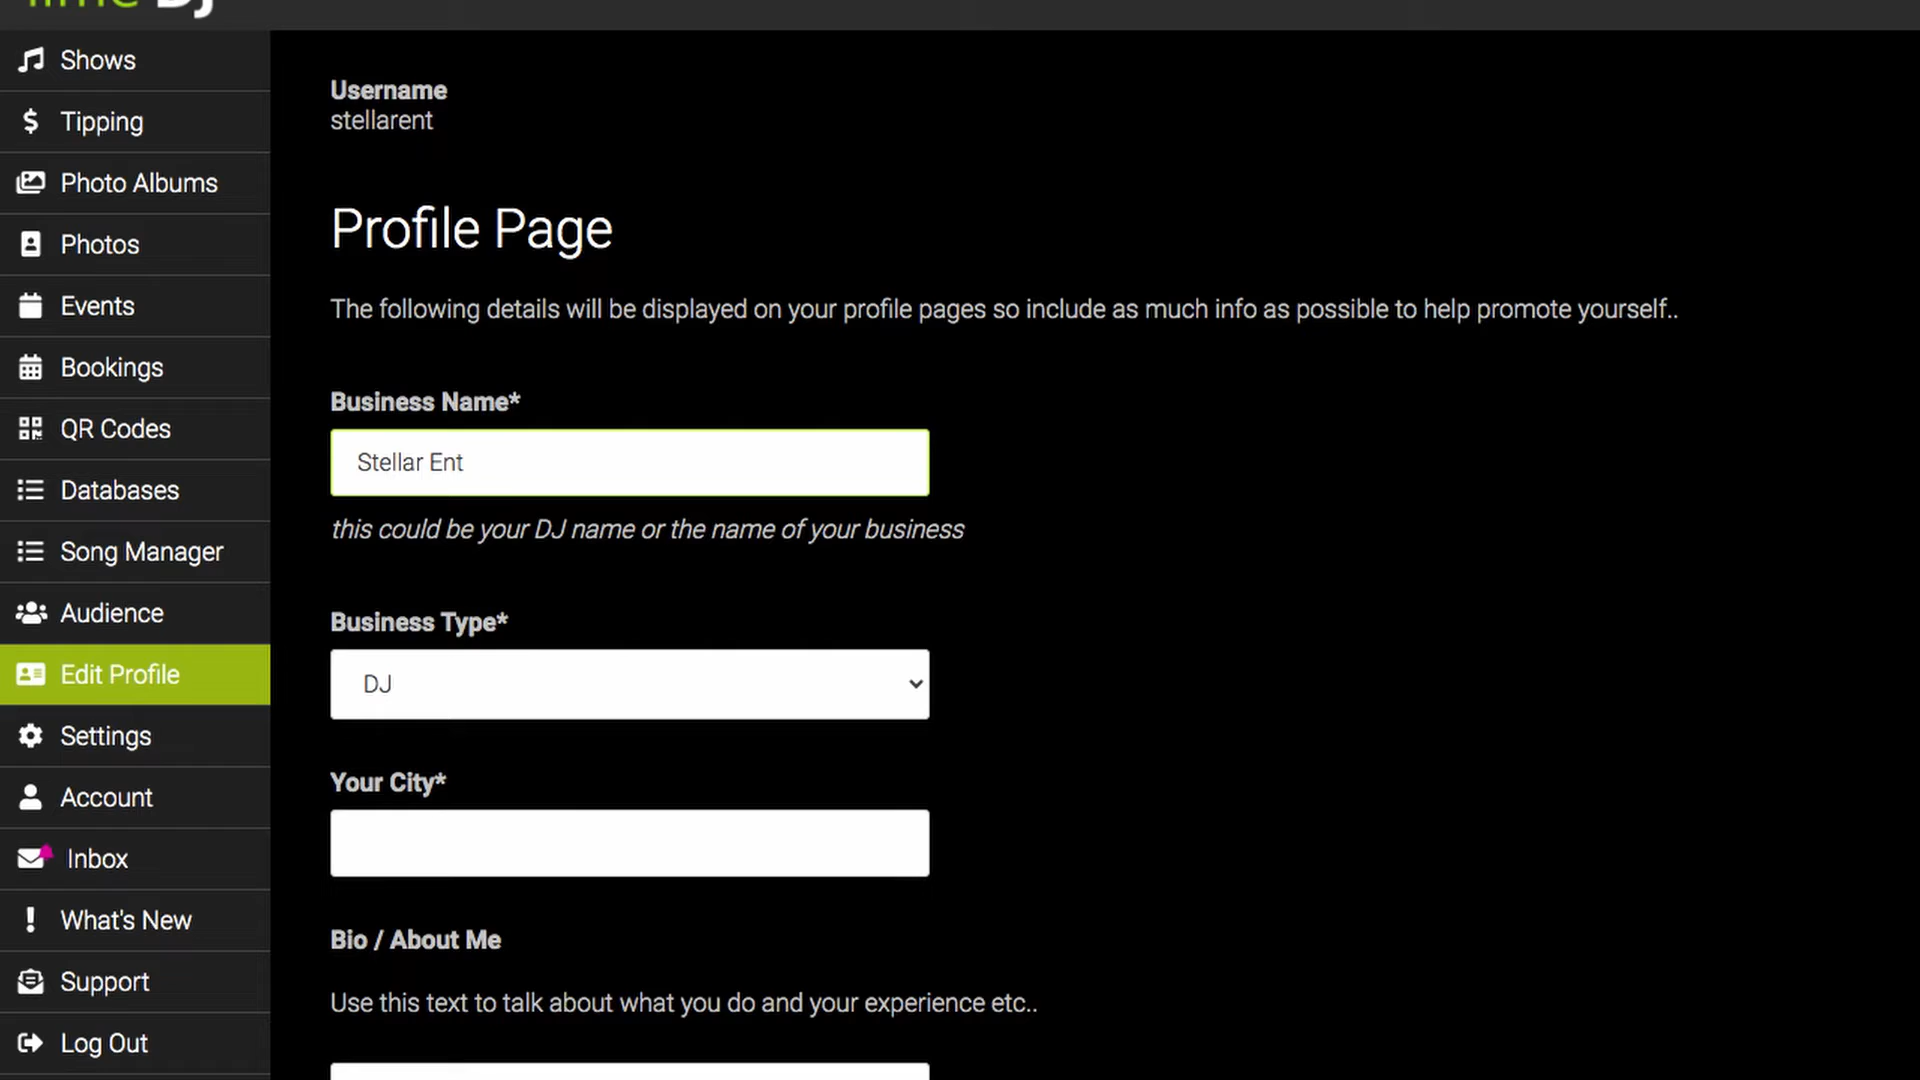 DJ
Shows
Tipping
Photo Albums
Photos
Events
Bookings
QR Codes
Databases
Song Manager
Audience
Edit Profile
Settings
Account
Inbox
What's New
Support
Log Out
Username
stellarent
Profile Page
The following details will be displayed on your profile pages so include as much info as possible to help promote yourself..
Business Name*
Stellar Ent
this could be your DJ name or the name of your business
Business Type*
DJ
Your City*
Bio / About Me
Use this text to talk about what you do and your experience etc..